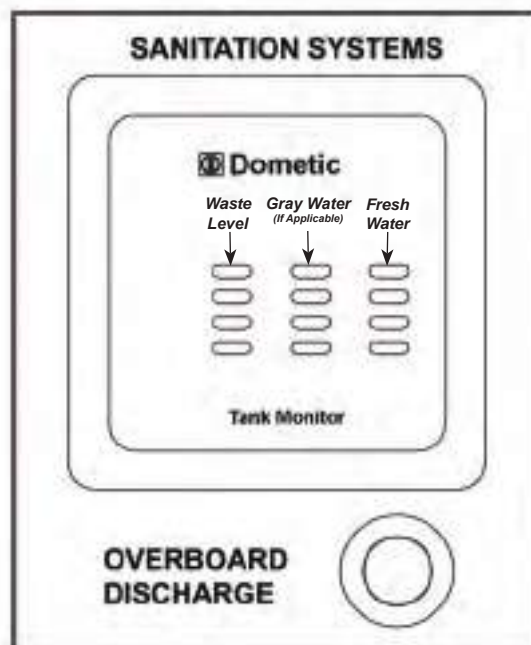 SANITATION SYSTEMS
Dometic
Waste Level
Gray Water
(If Applicable)
Fresh Water
Tank Monitor
OVERBOARD
DISCHARGE